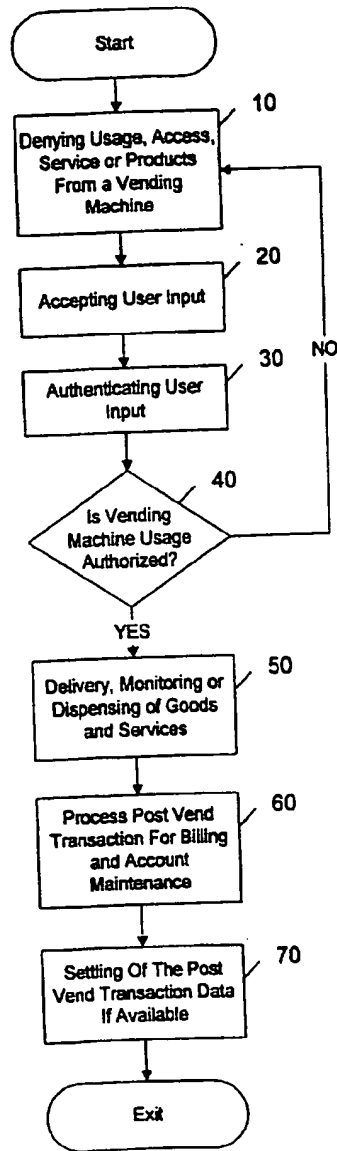 Start
10
Denying Usage, Access,
Service or Products
From a Vending
Machine
20
Accepting User Input
30
Authenticating User
Input
NO
40
Is Vending
Machine Usage
Authorized?
YES
50
Delivery, Monitoring or
Dispensing of Goods
and Services
60
Process Post Vend
Transaction For Billing
and Account
Maintenance
70
Settling Of The Post
Vend Transaction Data
If Available
Exit